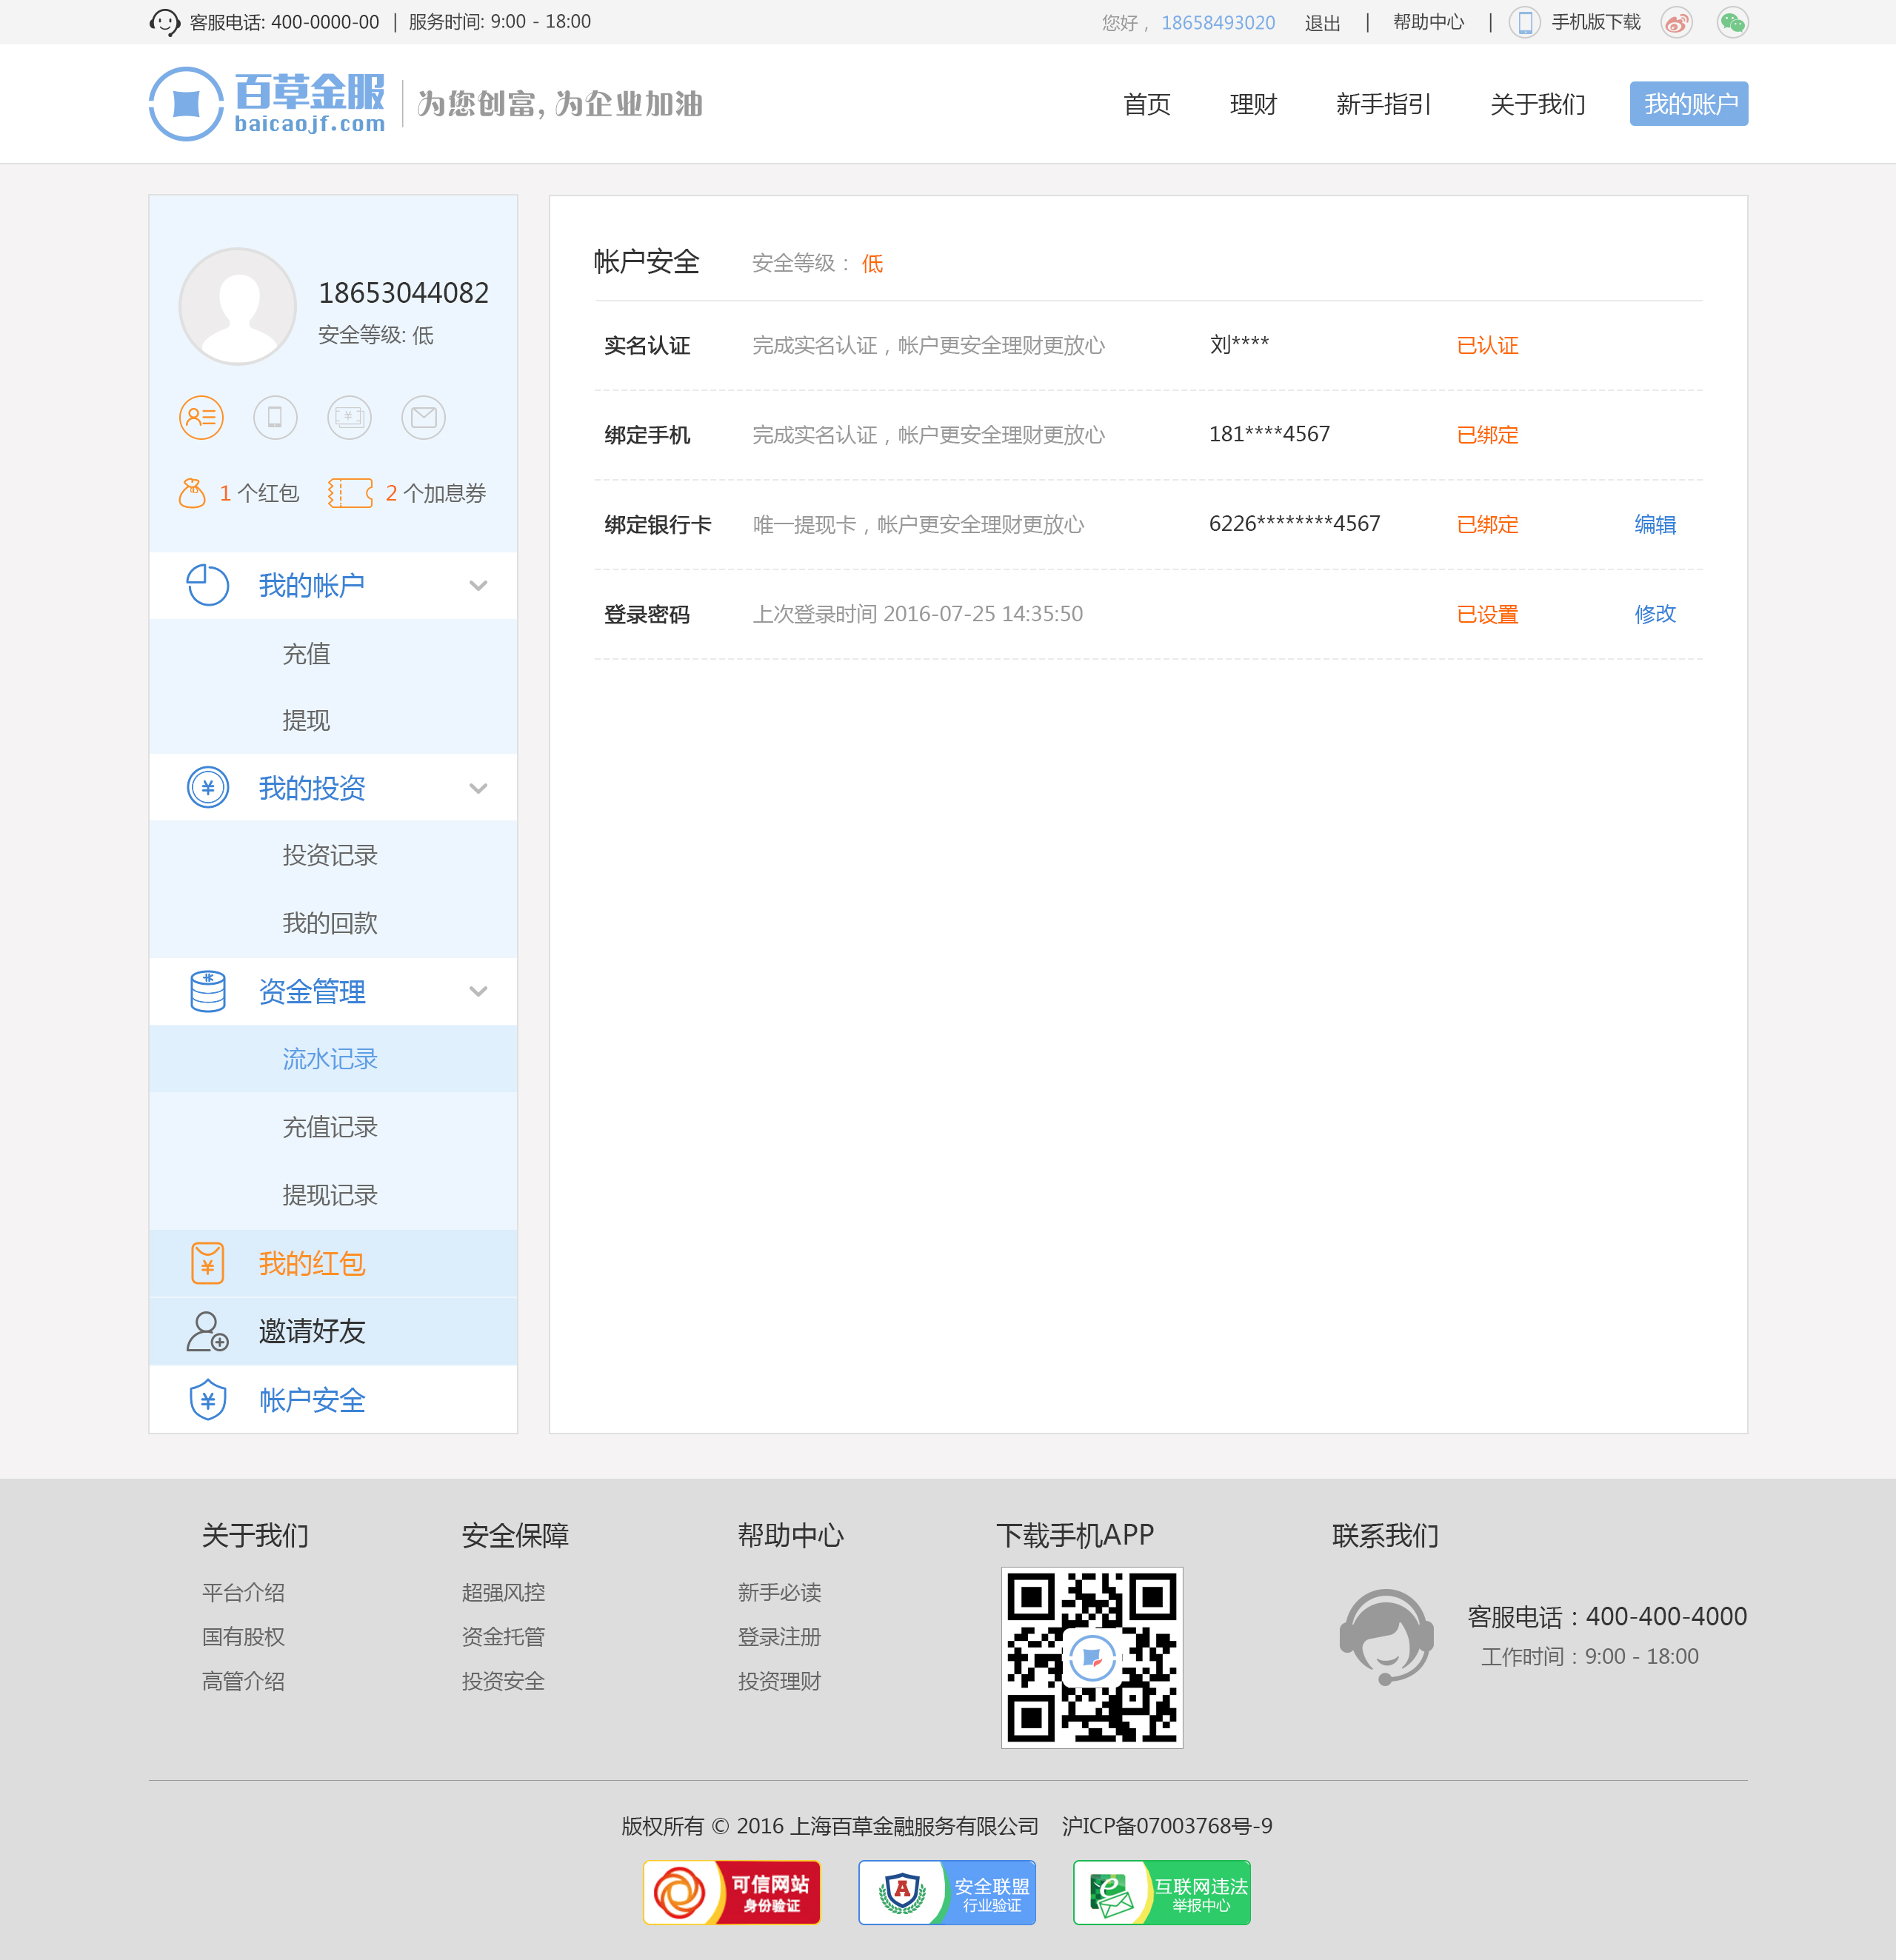 客服电话: 400-0000-00 | 服务时间: 9:00 - 18:00
您好， 18658493020 退出 | 帮助中心 | 手机版下载
百草金服
baicaojf.com
为您创富, 为企业加油
首页 理财 新手指引 关于我们 我的账户
18653044082
安全等级: 低
1 个红包 2 个加息券
我的帐户
充值
提现
我的投资
投资记录
我的回款
资金管理
流水记录
充值记录
提现记录
我的红包
邀请好友
帐户安全
帐户安全 安全等级： 低
实名认证 完成实名认证，帐户更安全理财更放心 刘**** 已认证
绑定手机 完成实名认证，帐户更安全理财更放心 181****4567 已绑定
绑定银行卡 唯一提现卡，帐户更安全理财更放心 6226********4567 已绑定 编辑
登录密码 上次登录时间 2016-07-25 14:35:50 已设置 修改
关于我们
平台介绍
国有股权
高管介绍
安全保障
超强风控
资金托管
投资安全
帮助中心
新手必读
登录注册
投资理财
下载手机APP
联系我们
客服电话：400-400-4000
工作时间：9:00 - 18:00
版权所有 © 2016 上海百草金融服务有限公司 沪ICP备07003768号-9
可信网站
身份验证
安全联盟
行业验证
互联网违法
举报中心